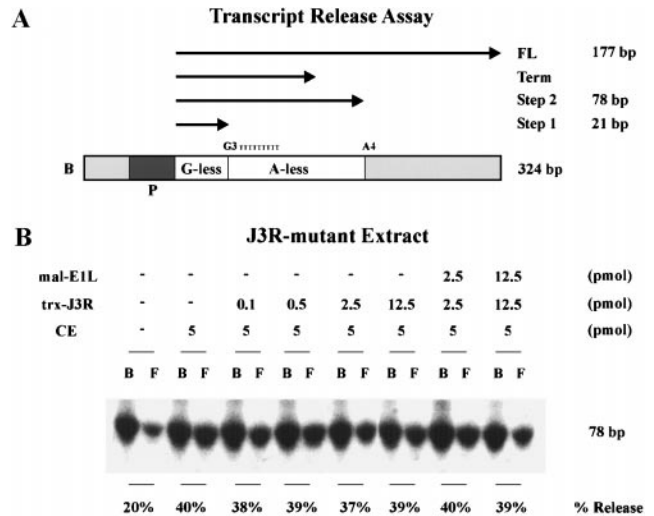 A Transcript Release Assay
FL 177 bp
Term
Step 2 78 bp
Step 1 21 bp
G3 TTTTTTTTT A4
B G-less A-less 324 bp
P
B J3R-mutant Extract
mal-E1L - - - - - - 2.5 12.5 (pmol)
trx-J3R - - 0.1 0.5 2.5 12.5 2.5 12.5 (pmol)
CE - 5 5 5 5 5 5 5 (pmol)
B F B F B F B F B F B F B F B F
78 bp
20% 40% 38% 39% 37% 39% 40% 39% % Release